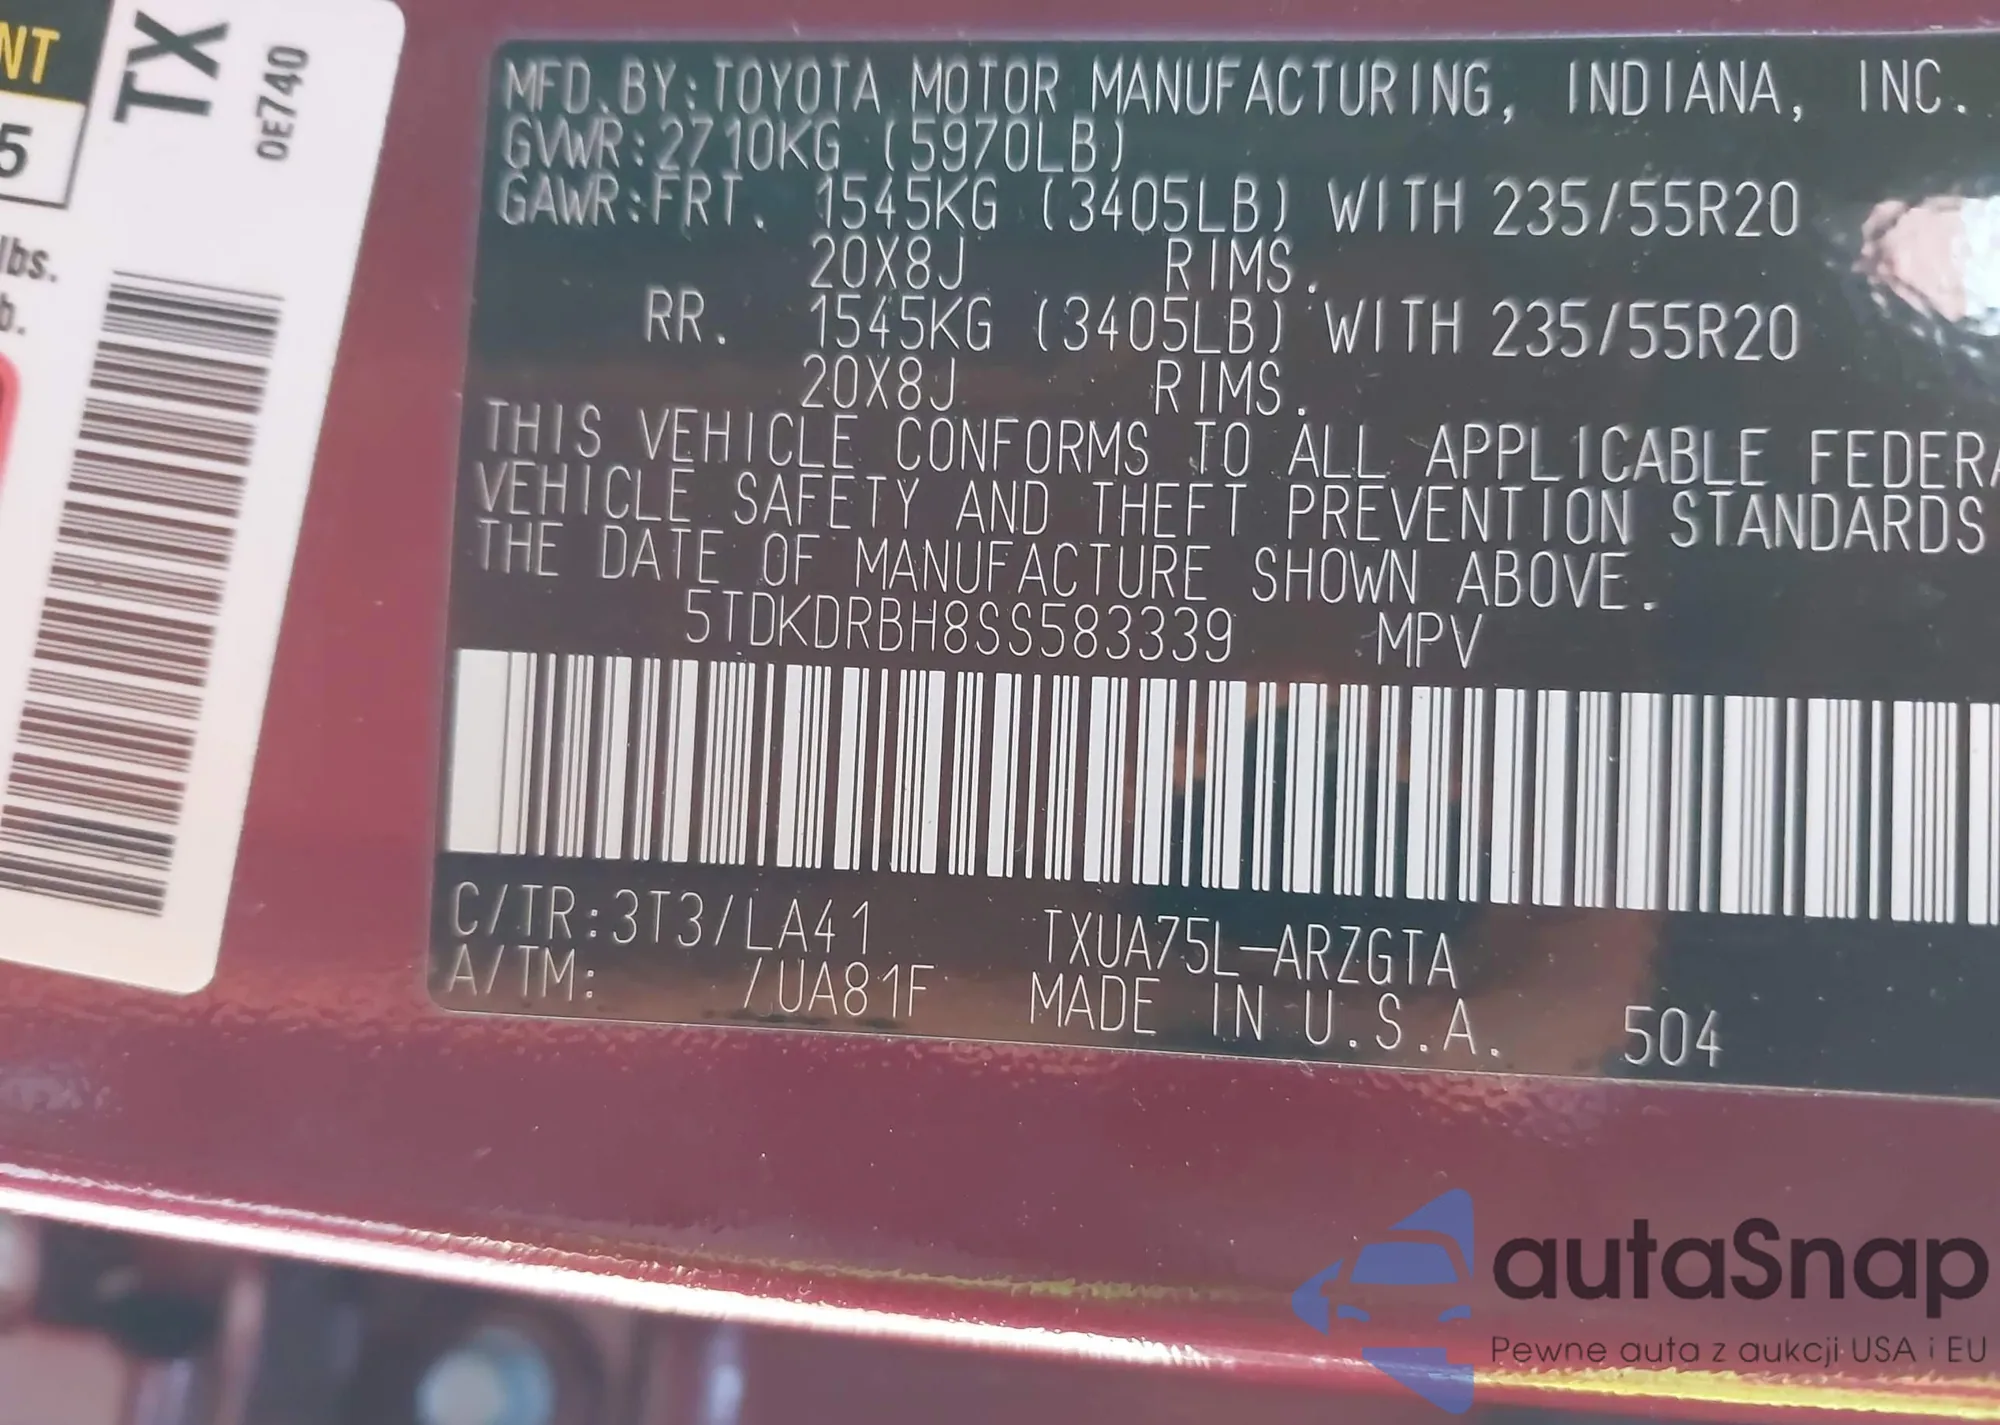 NT
5
lbs.
b.
TX
0E740
MFD. BY: TOYOTA MOTOR MANUFACTURING, INDIANA, INC.
GVWR: 2710KG (5970LB)
GAWR: FRT. 1545KG (3405LB) WITH 235/55R20
20X8J RIMS.
RR. 1545KG (3405LB) WITH 235/55R20
20X8J RIMS.
THIS VEHICLE CONFORMS TO ALL APPLICABLE FEDERA
VEHICLE SAFETY AND THEFT PREVENTION STANDARDS
THE DATE OF MANUFACTURE SHOWN ABOVE.
5TDKDRBH8SS583339 MPV
C/TR: 3T3/LA41 TXUA75L-ARZGTA
A/TM: /UA81F MADE IN U.S.A. 504
autaSnap
Pewne auta z aukcji USA i EU